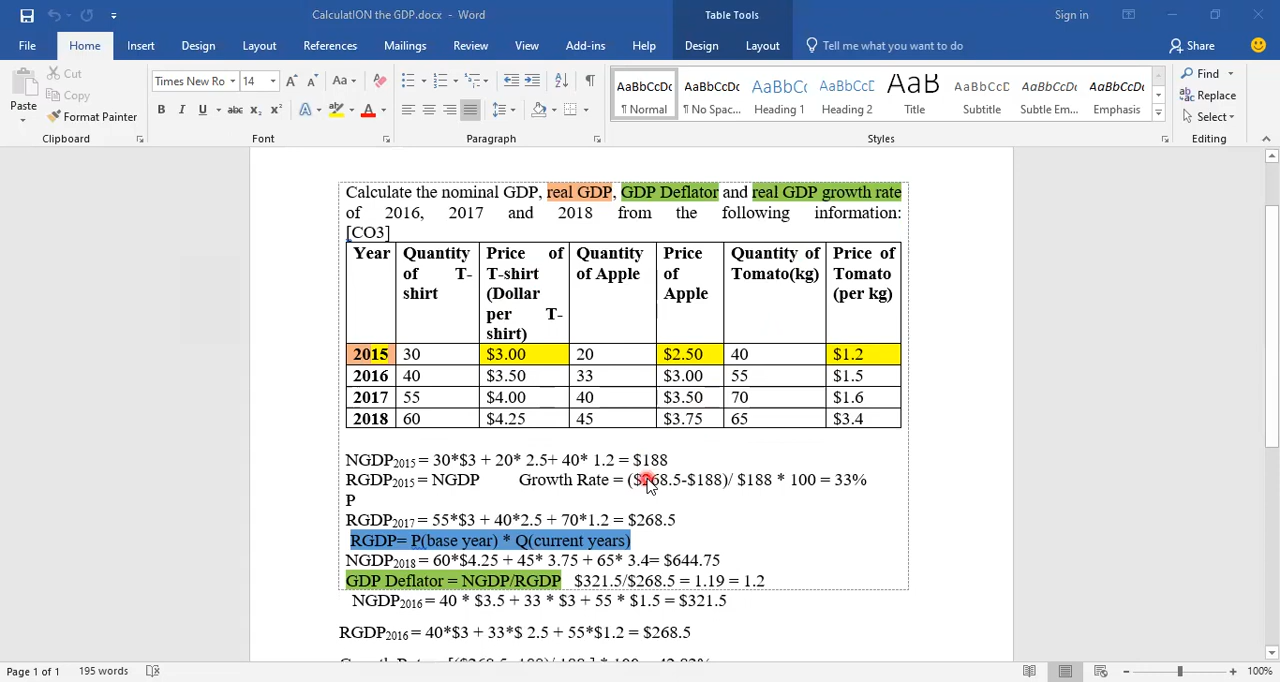 CalculatION the GDP.docx - Word
Table Tools
Sign in
File Home Insert Design Layout References Mailings Review View Add-ins Help Design Layout Tell me what you want to do Share
Paste
Cut
Copy
Format Painter
Clipboard
Times New Ro 14
Font
Paragraph
AaBbCcDc AaBbCcDc AaBbCc AaBbCcE AaB AaBbCcD AaBbCcDc AaBbCcDc
¶ Normal ¶ No Spac... Heading 1 Heading 2 Title Subtitle Subtle Em... Emphasis
Styles
Find
Replace
Select
Editing
Calculate the nominal GDP, real GDP, GDP Deflator and real GDP growth rate
of 2016, 2017 and 2018 from the following information:
[CO3]
Year Quantity of T-shirt Price of T-shirt (Dollar per T-shirt) Quantity of Apple Price of Apple Quantity of Tomato(kg) Price of Tomato (per kg)
2015 30 $3.00 20 $2.50 40 $1.2
2016 40 $3.50 33 $3.00 55 $1.5
2017 55 $4.00 40 $3.50 70 $1.6
2018 60 $4.25 45 $3.75 65 $3.4
NGDP2015 = 30*$3 + 20* 2.5+ 40* 1.2 = $188
RGDP2015 = NGDP Growth Rate = ($268.5-$188)/ $188 * 100 = 33%
P
RGDP2017 = 55*$3 + 40*2.5 + 70*1.2 = $268.5
RGDP= P(base year) * Q(current years)
NGDP2018 = 60*$4.25 + 45* 3.75 + 65* 3.4= $644.75
GDP Deflator = NGDP/RGDP $321.5/$268.5 = 1.19 = 1.2
NGDP2016 = 40 * $3.5 + 33 * $3 + 55 * $1.5 = $321.5
RGDP2016 = 40*$3 + 33*$ 2.5 + 55*$1.2 = $268.5
Page 1 of 1 195 words
100%